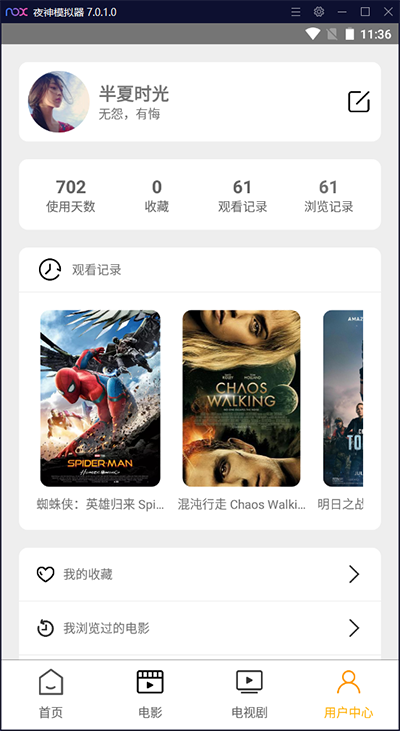 nox 夜神模拟器 7.0.1.0
11:36
半夏时光
无怨，有悔
702 0 61 61
使用天数 收藏 观看记录 浏览记录
观看记录
SPIDER-MAN
HOMECOMING
CHAOS
WALKING
蜘蛛侠：英雄归来 Spi...
混沌行走 Chaos Walki...
明日之战
我的收藏
我浏览过的电影
首页 电影 电视剧 用户中心